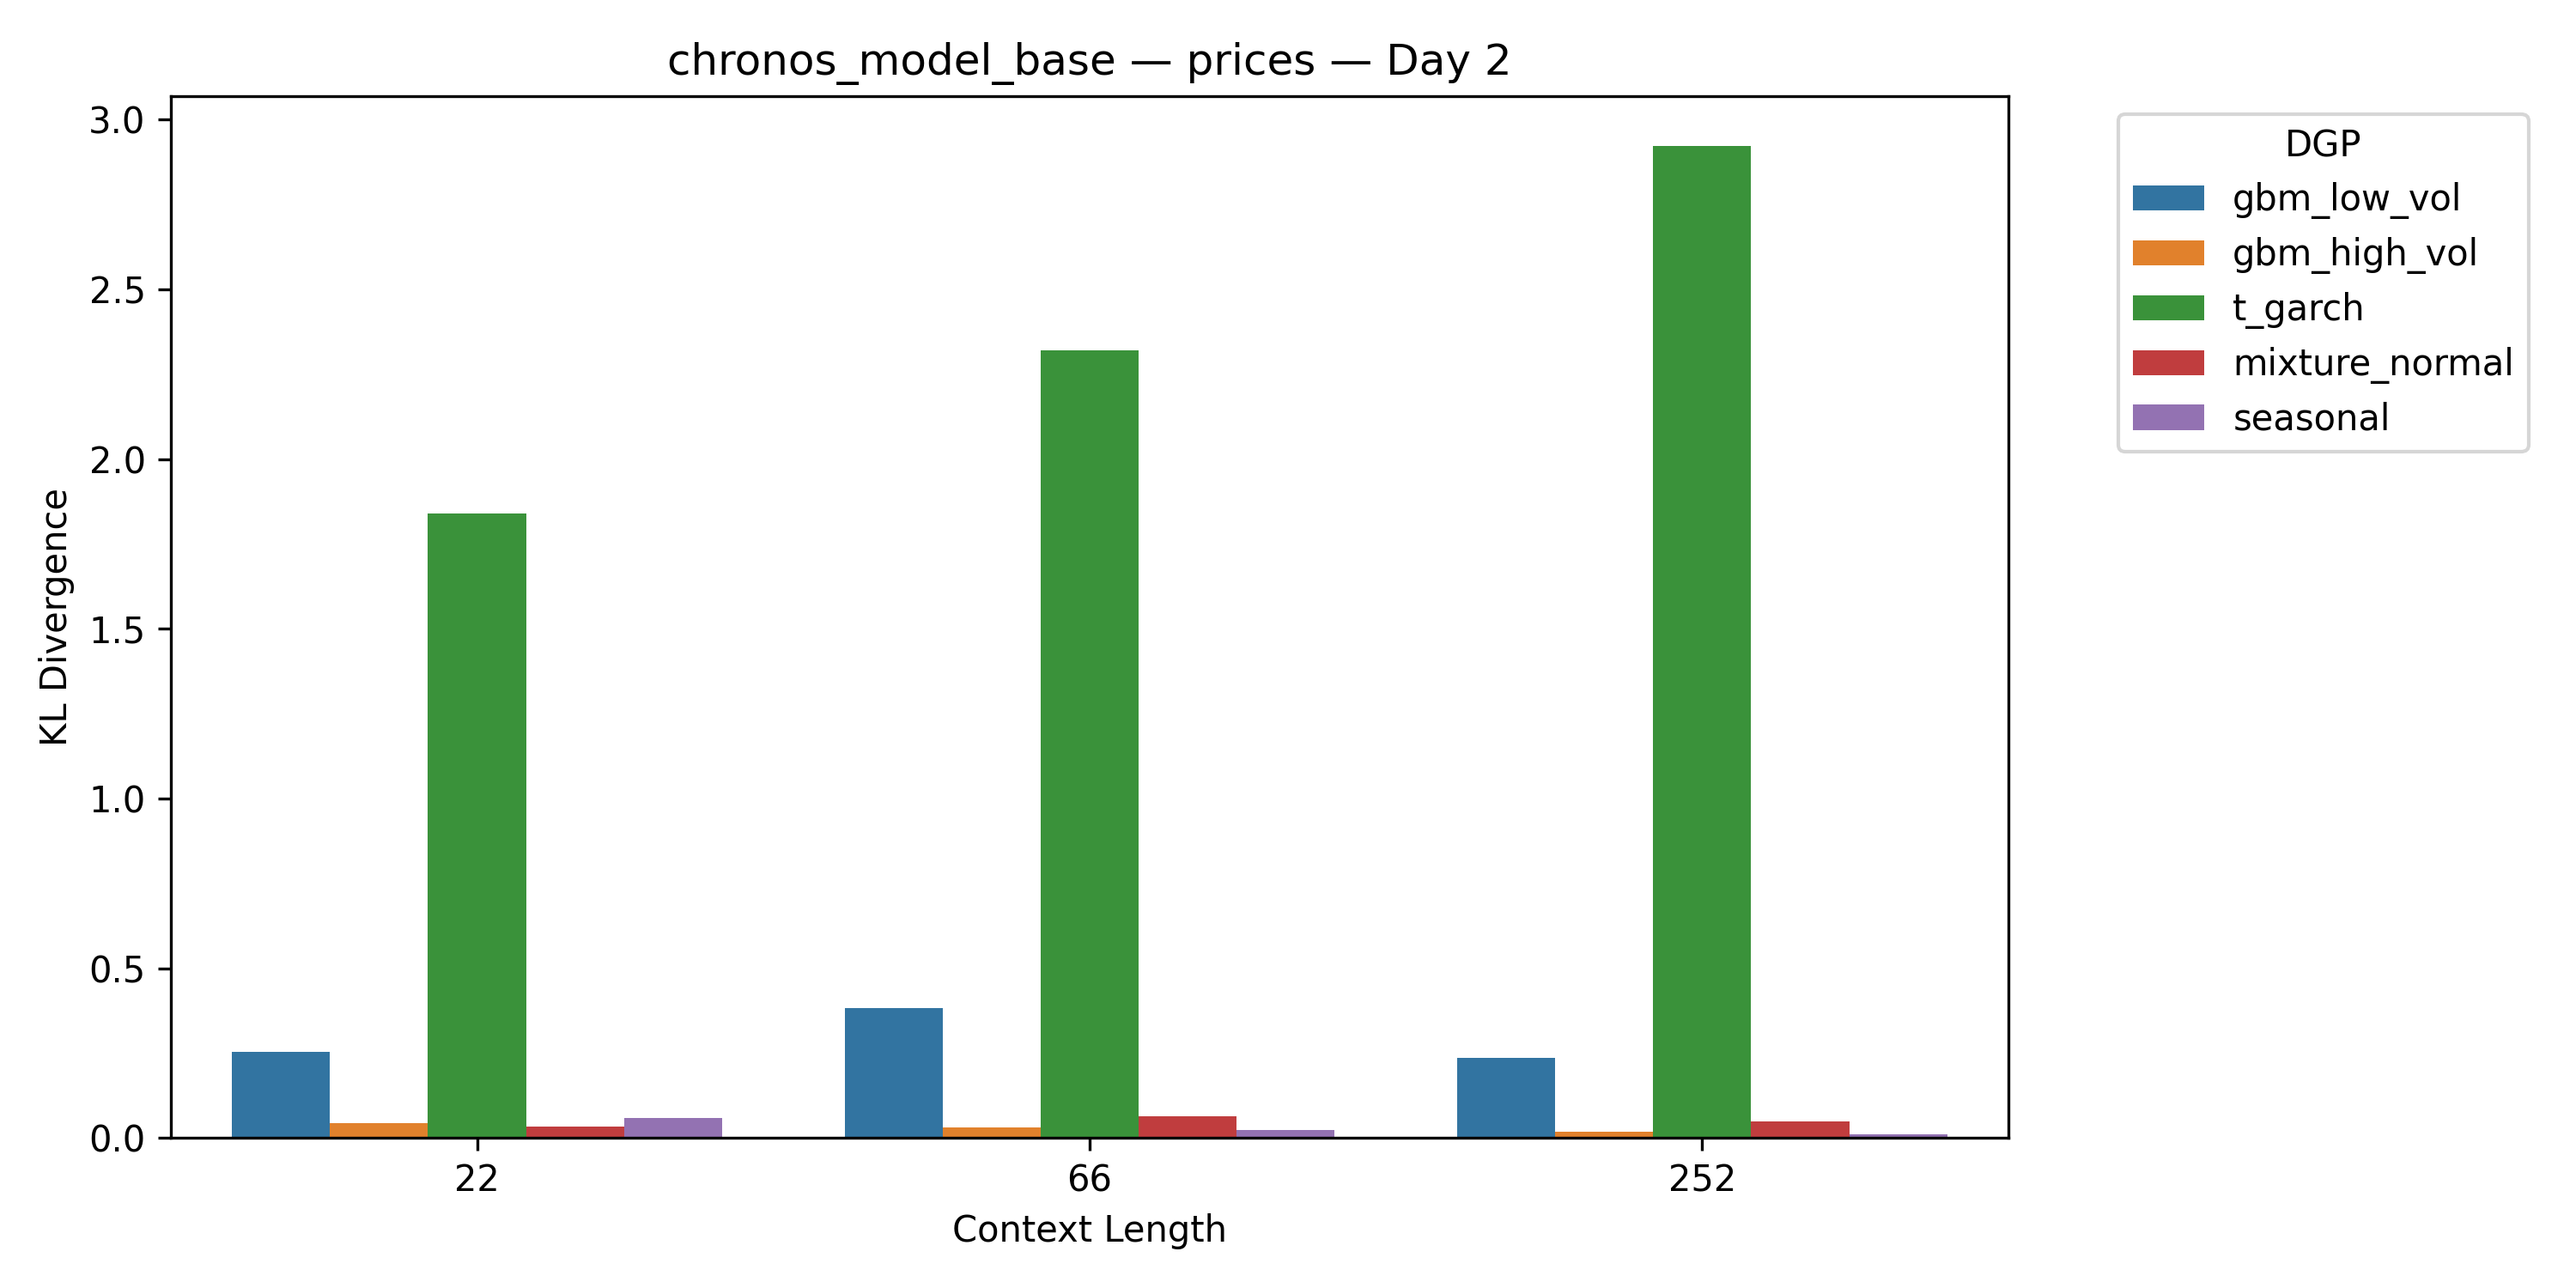 chronos_model_base — prices — Day 2
KL Divergence
3.0
2.5
2.0
1.5
1.0
0.5
0.0
22
66
252
Context Length
DGP
gbm_low_vol
gbm_high_vol
t_garch
mixture_normal
seasonal